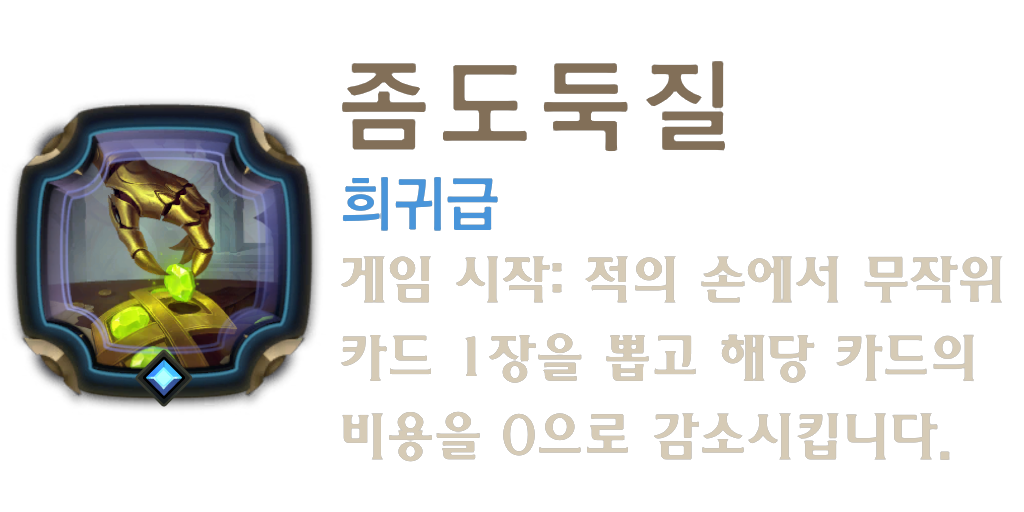 좀도둑질
희귀급
게임 시작: 적의 손에서 무작위
카드 1장을 뽑고 해당 카드의
비용을 0으로 감소시킵니다.